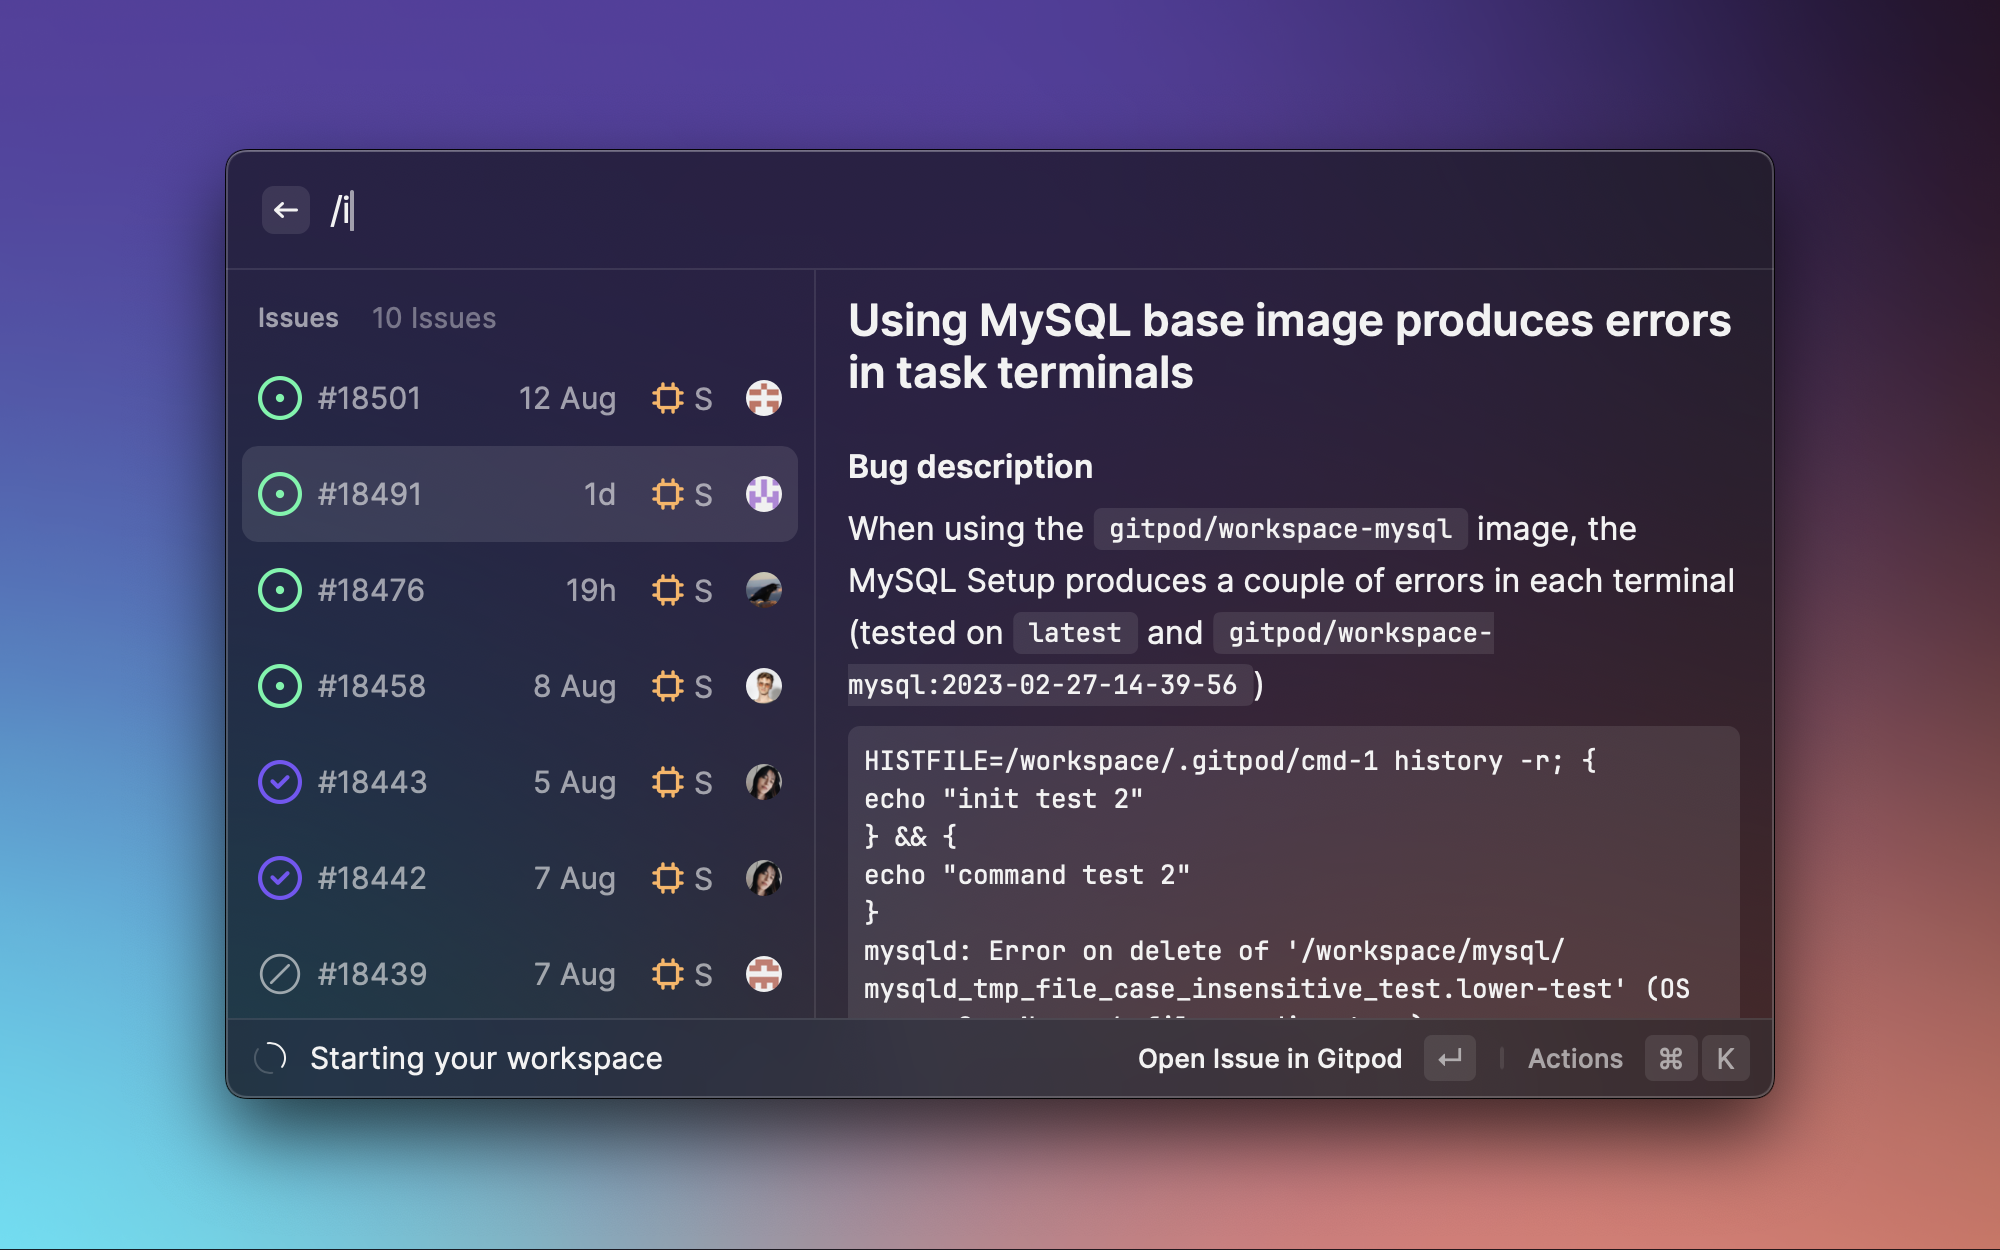 /i
Issues 10 Issues
#18501 12 Aug S
#18491 1d S
#18476 19h S
#18458 8 Aug S
#18443 5 Aug S
#18442 7 Aug S
#18439 7 Aug S
Using MySQL base image produces errors
in task terminals
Bug description
When using the gitpod/workspace-mysql image, the
MySQL Setup produces a couple of errors in each terminal
(tested on latest and gitpod/workspace-
mysql:2023-02-27-14-39-56 )
HISTFILE=/workspace/.gitpod/cmd-1 history -r; {
echo "init test 2"
} && {
echo "command test 2"
}
mysqld: Error on delete of '/workspace/mysql/
mysqld_tmp_file_case_insensitive_test.lower-test' (OS
Starting your workspace
Open Issue in Gitpod ↵ Actions ⌘ K